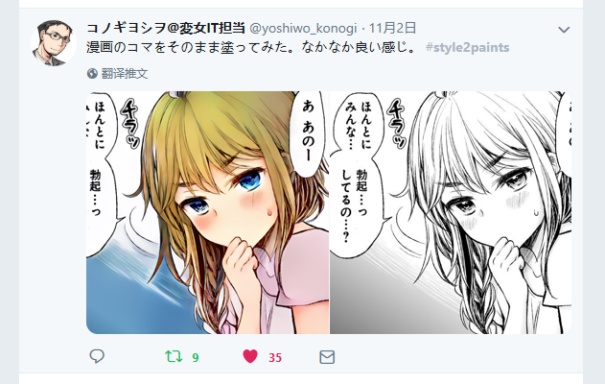 コノギヨシヲ@変女IT担当 @yoshiwo_konogi · 11月2日
漫画のコマをそのまま塗ってみた。なかなか良い感じ。 #style2paints
翻译推文
あ あのー
チラッ
ほんとに
勃起…っ
チラッ
ほんとに
みんな…
勃起…っ
してるの…?
9
35